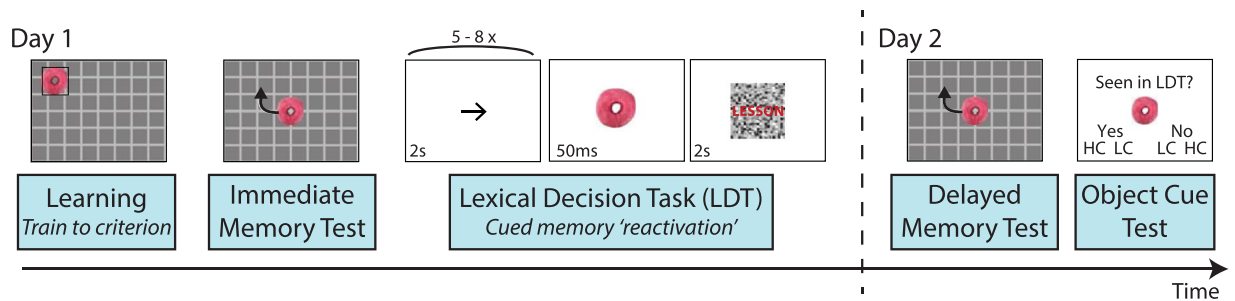 Day 1
5 - 8 x
Day 2
2s
50ms
LESSON
2s
Seen in LDT?
Yes No
HC LC LC HC
Learning
Train to criterion
Immediate
Memory Test
Lexical Decision Task (LDT)
Cued memory ‘reactivation’
Delayed
Memory Test
Object Cue
Test
Time